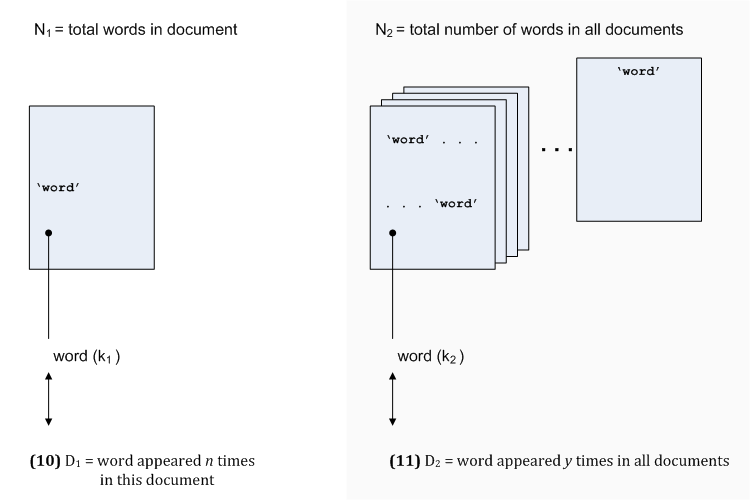 N₁ = total words in document
‘word’
word (k₁ )
(10) D₁ = word appeared n times
in this document
N₂ = total number of words in all documents
‘word’
‘word’ . . .
. . .
. . . ‘word’
word (k₂ )
(11) D₂ = word appeared y times in all documents